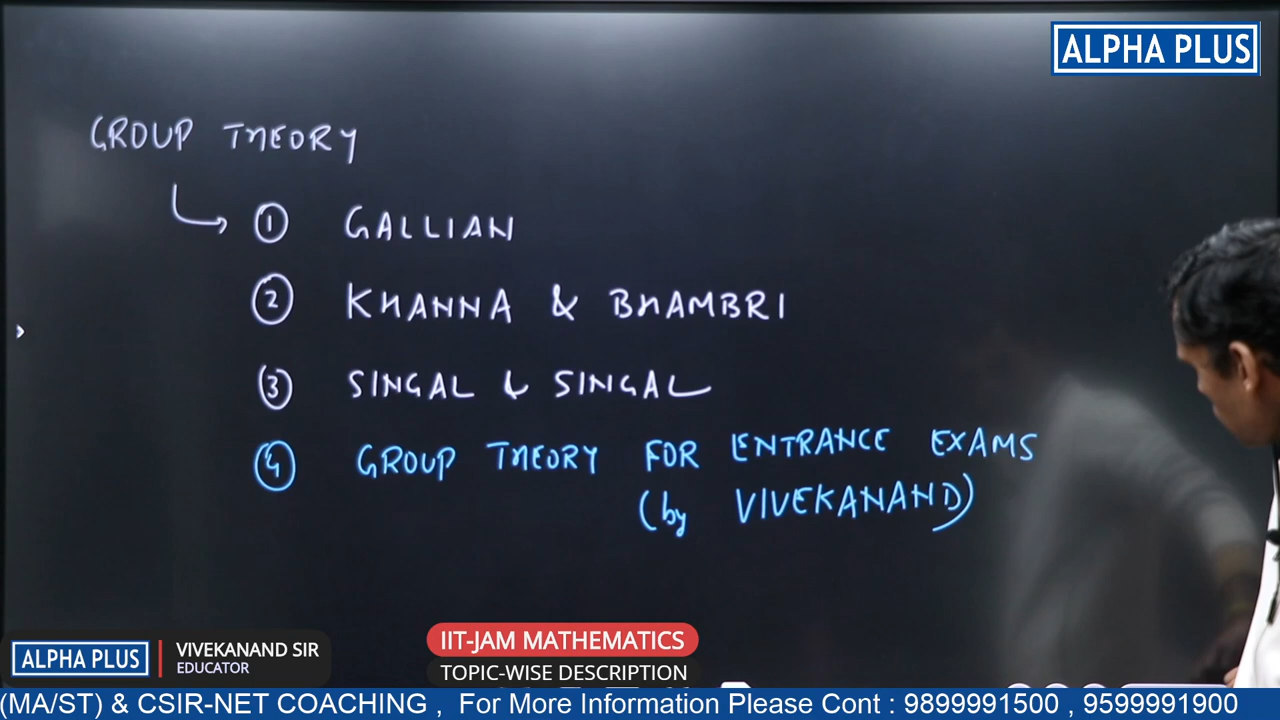 ALPHA PLUS
GROUP THEORY
① GALLIAN
② KHANNA & BHAMBRI
③ SINGAL & SINGAL
④ GROUP THEORY FOR ENTRANCE EXAMS
(by VIVEKANAND)
ALPHA PLUS
VIVEKANAND SIR
EDUCATOR
IIT-JAM MATHEMATICS
TOPIC-WISE DESCRIPTION
(MA/ST) & CSIR-NET COACHING , For More Information Please Cont : 9899991500 , 9599991900